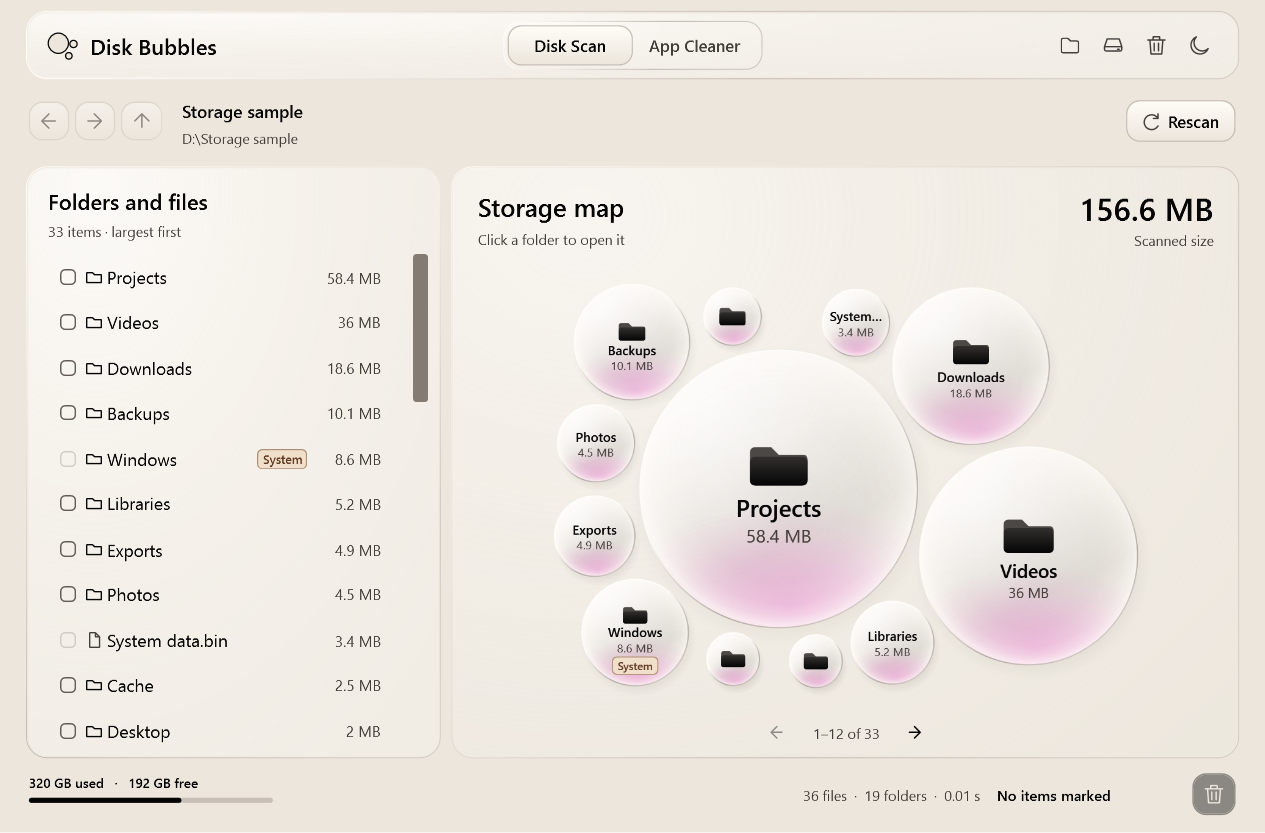 Disk Bubbles
Disk Scan
App Cleaner
Storage sample
D:\Storage sample
Rescan
Folders and files
33 items · largest first
Projects 58.4 MB
Videos 36 MB
Downloads 18.6 MB
Backups 10.1 MB
Windows System 8.6 MB
Libraries 5.2 MB
Exports 4.9 MB
Photos 4.5 MB
System data.bin 3.4 MB
Cache 2.5 MB
Desktop 2 MB
Storage map
Click a folder to open it
156.6 MB
Scanned size
Backups
10.1 MB
System...
3.4 MB
Downloads
18.6 MB
Photos
4.5 MB
Projects
58.4 MB
Exports
4.9 MB
Videos
36 MB
Windows
8.6 MB
System
Libraries
5.2 MB
1–12 of 33
320 GB used · 192 GB free
36 files · 19 folders · 0.01 s No items marked